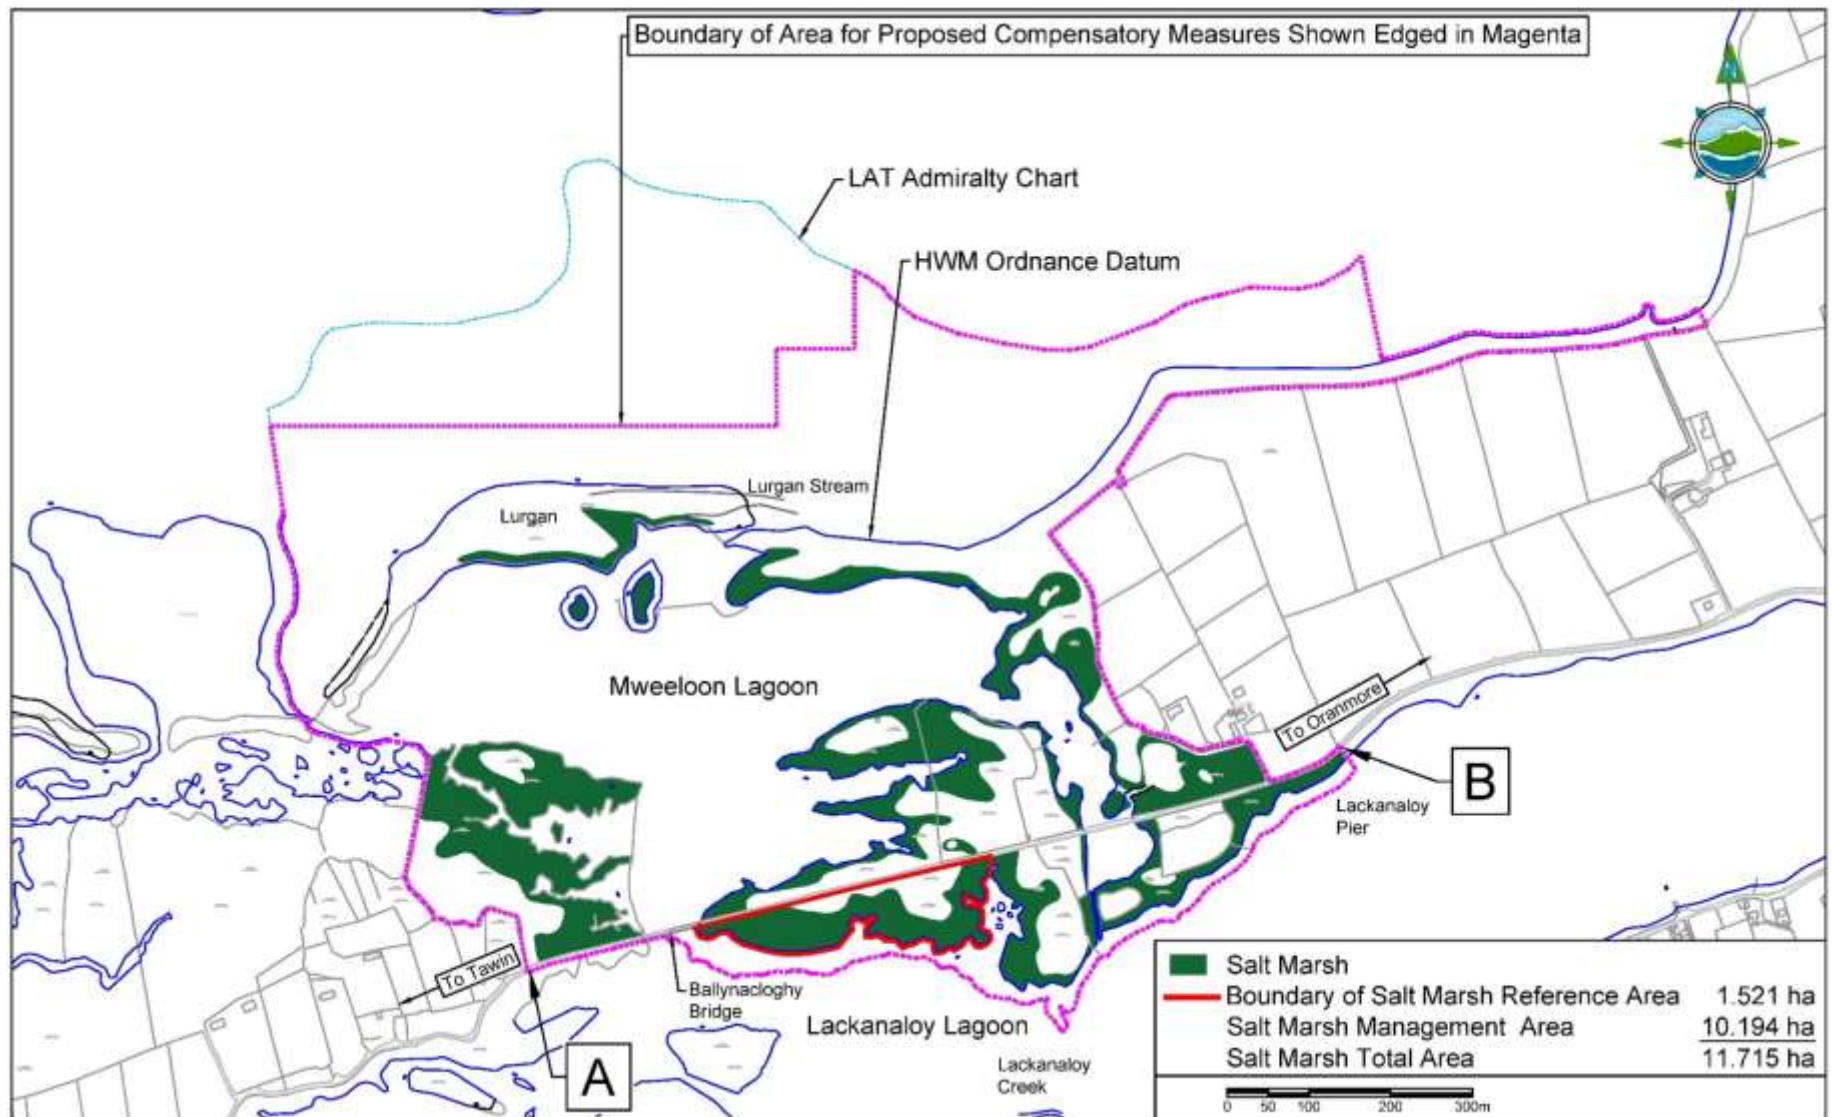 Boundary of Area for Proposed Compensatory Measures Shown Edged in Magenta
LAT Admiralty Chart
HWM Ordnance Datum
Lurgan Stream
Lurgan
Mweeloon Lagoon
To Oranmore
B
Lackanaloy
Pier
To Tawin
Ballynacloghy
Bridge
Lackanaloy Lagoon
A
Lackanaloy
Creek
Salt Marsh
Boundary of Salt Marsh Reference Area 1.521 ha
Salt Marsh Management Area 10.194 ha
Salt Marsh Total Area 11.715 ha
0 50 100 200 300m